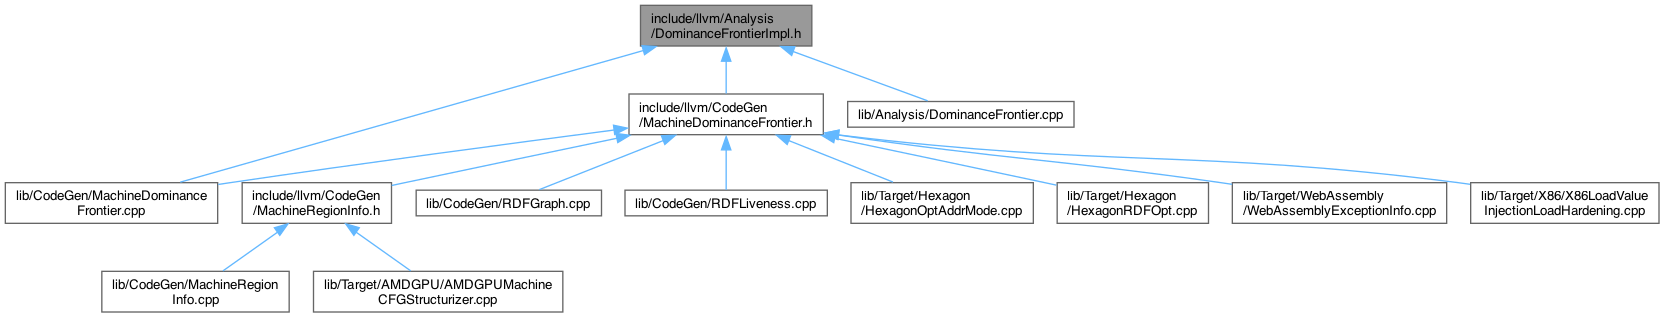 include/llvm/Analysis
/DominanceFrontierImpl.h
include/llvm/CodeGen
/MachineDominanceFrontier.h
lib/Analysis/DominanceFrontier.cpp
lib/CodeGen/MachineDominance
Frontier.cpp
include/llvm/CodeGen
/MachineRegionInfo.h
lib/CodeGen/RDFGraph.cpp
lib/CodeGen/RDFLiveness.cpp
lib/Target/Hexagon
/HexagonOptAddrMode.cpp
lib/Target/Hexagon
/HexagonRDFOpt.cpp
lib/Target/WebAssembly
/WebAssemblyExceptionInfo.cpp
lib/Target/X86/X86LoadValue
InjectionLoadHardening.cpp
lib/CodeGen/MachineRegion
Info.cpp
lib/Target/AMDGPU/AMDGPUMachine
CFGStructurizer.cpp